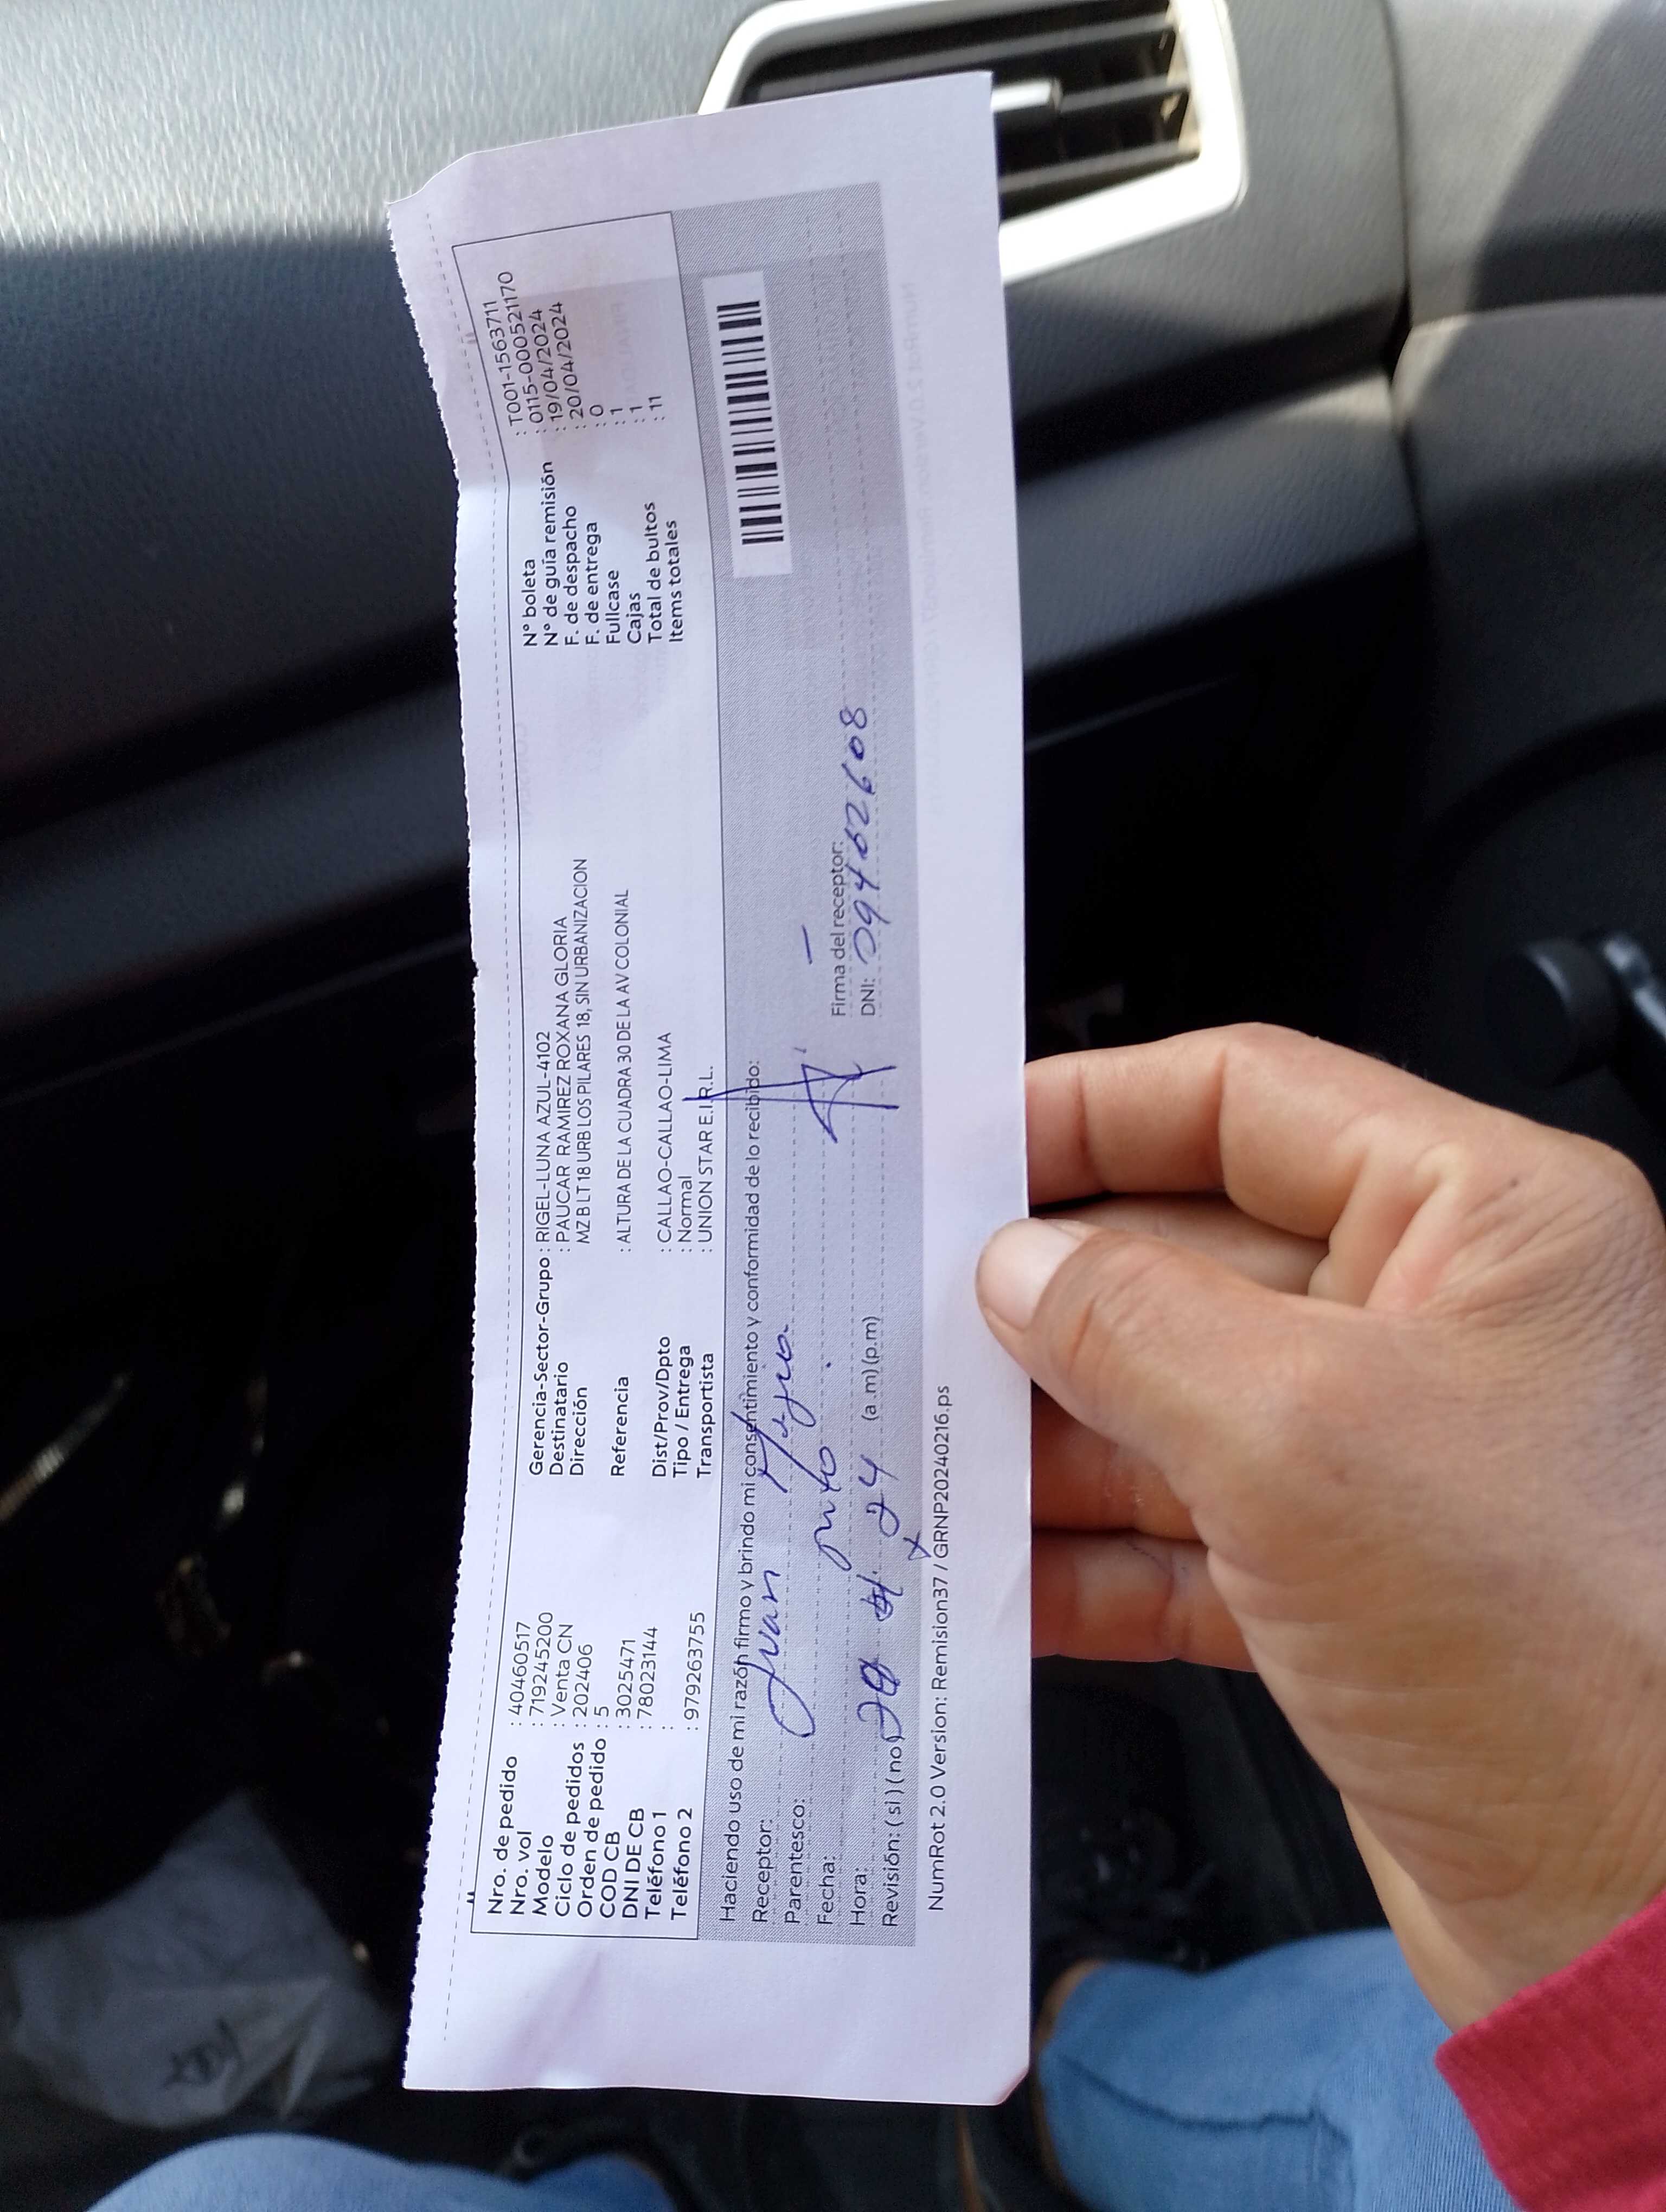 Nro. de pedido : 40460517
Nro. vol : 719245200
Modelo : Venta CN
Ciclo de pedidos : 202406
Orden de pedido : 5
COD CB : 3025471
DNI DE CB : 78023144
Teléfono 1 :
Teléfono 2 : 979263755
Gerencia-Sector-Grupo : RIGEL-LUNA AZUL-4102
Destinatario : PAUCAR RAMIREZ ROXANA GLORIA
Dirección MZ B LT 18 URB LOS PILARES 18, SIN URBANIZACION
Referencia : ALTURA DE LA CUADRA 30 DE LA AV COLONIAL
Dist/Prov/Dpto : CALLAO-CALLAO-LIMA
Tipo / Entrega : Normal
Transportista : UNION STAR E.I.R.L.
N° boleta : T001-1563711
N° de guía remisión : 0115-000521170
F. de despacho : 19/04/2024
F. de entrega : 20/04/2024
Fullcase : 0
Cajas : 1
Total de bultos : 1
Items totales : 11
Haciendo uso de mi razón firmo y brindo mi consentimiento y conformidad de lo recibido:
Receptor: Juan
Parentesco:
Fecha:
Hora: 24 (a.m) (p.m)
Revisión: ( si ) ( no )
Firma del receptor:
DNI: 09462608
NumRot 2.0 Version: Remision37 / GRNP20240216.ps